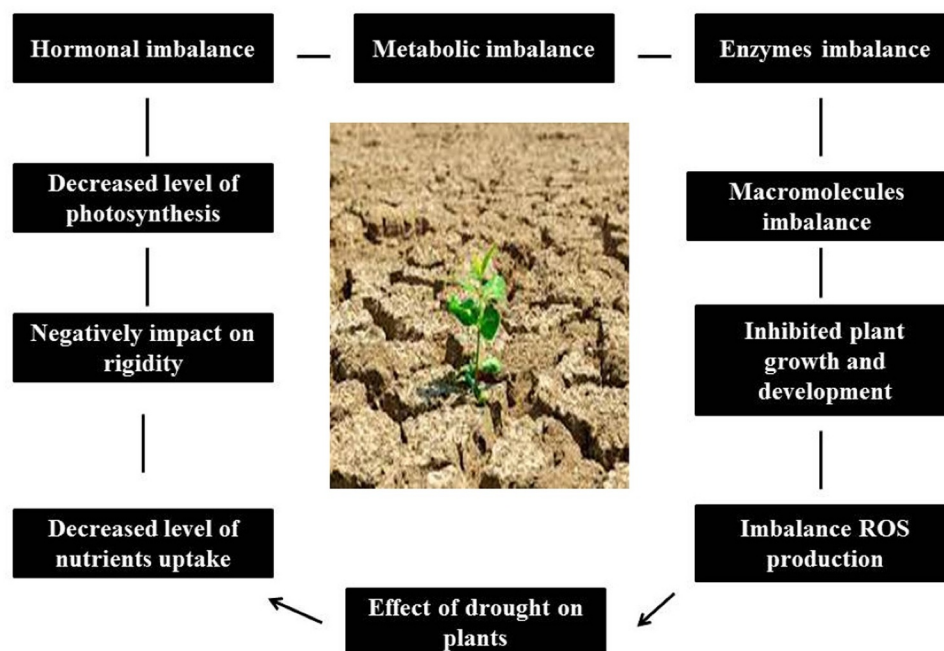 Hormonal imbalance
Metabolic imbalance
Enzymes imbalance
Decreased level of
photosynthesis
Macromolecules
imbalance
Negatively impact on
rigidity
Inhibited plant
growth and
development
Decreased level of
nutrients uptake
Imbalance ROS
production
Effect of drought on
plants